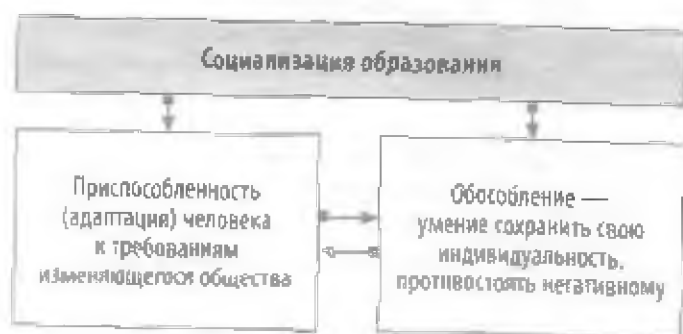 Социализация образования
Приспособленность
(адаптация) человека
к требованиям
изменяющегося общества
Обособление —
умение сохранить свою
индивидуальность,
противостоять негативному